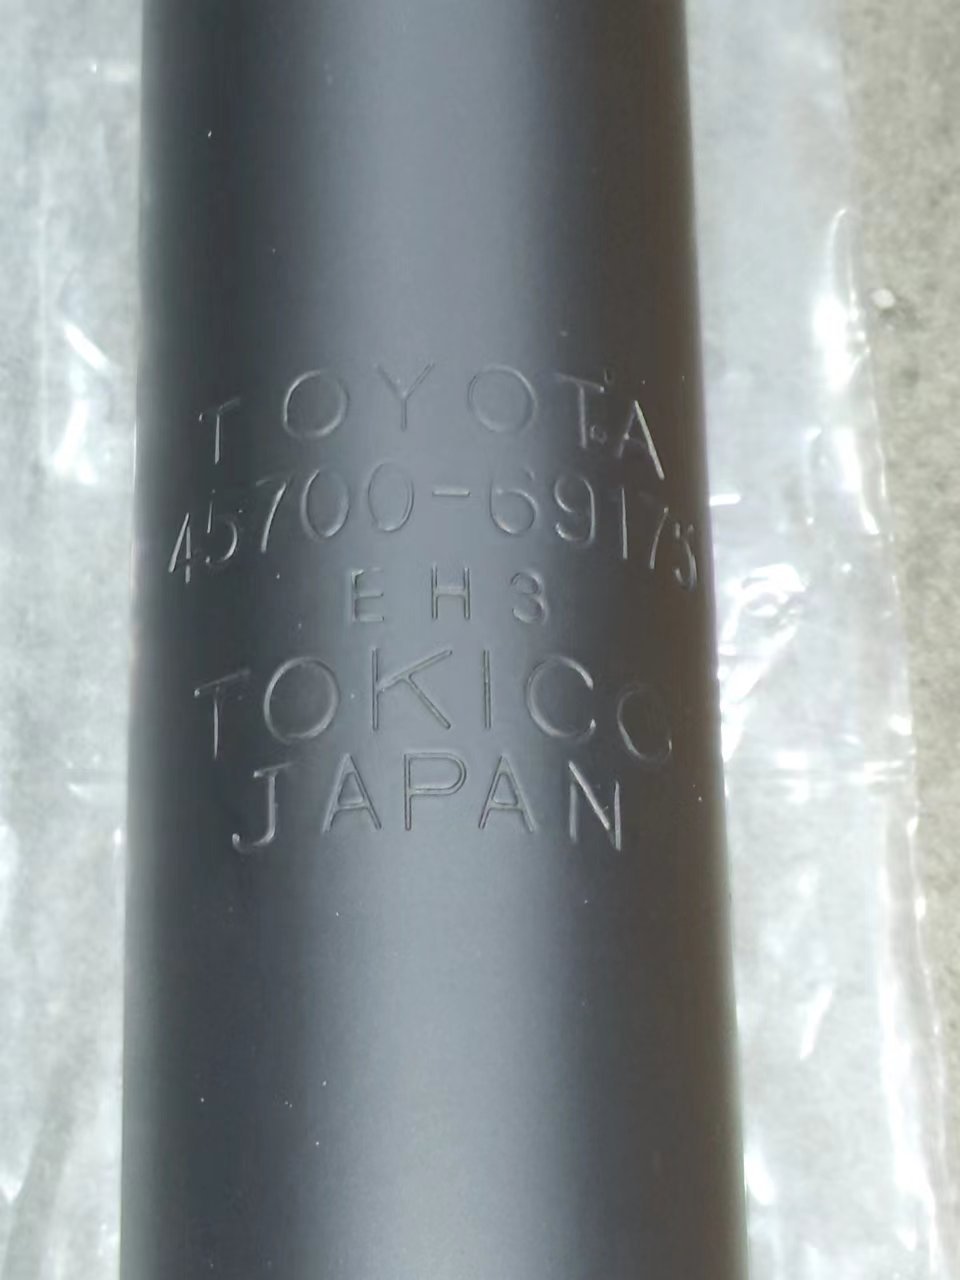 TOYOTA
45700-69175
EH3
TOKICO
JAPAN